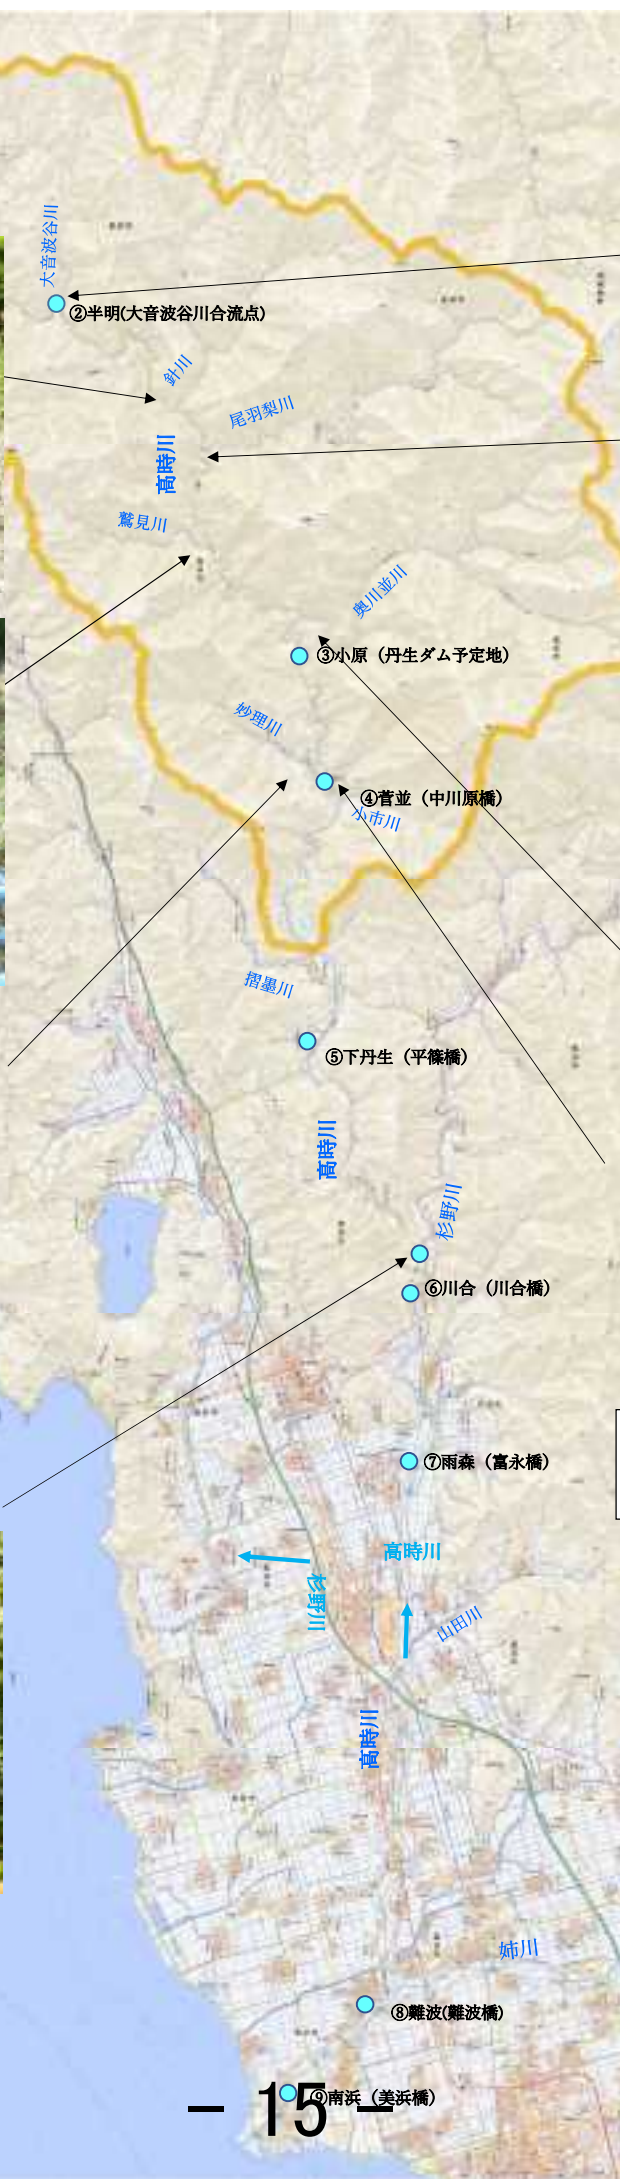 大音波谷川
②半明(大音波谷川合流点)
針川
尾羽梨川
高時川
鷲見川
奥川並川
③小原（丹生ダム予定地）
妙理川
④菅並（中川原橋）
小市川
摺墨川
⑤下丹生（平篠橋）
高時川
杉野川
⑥川合（川合橋）
⑦雨森（富永橋）
高時川
杉野川
山田川
高時川
姉川
⑧難波(難波橋)
⑨南浜（美浜橋）
－ 15 －